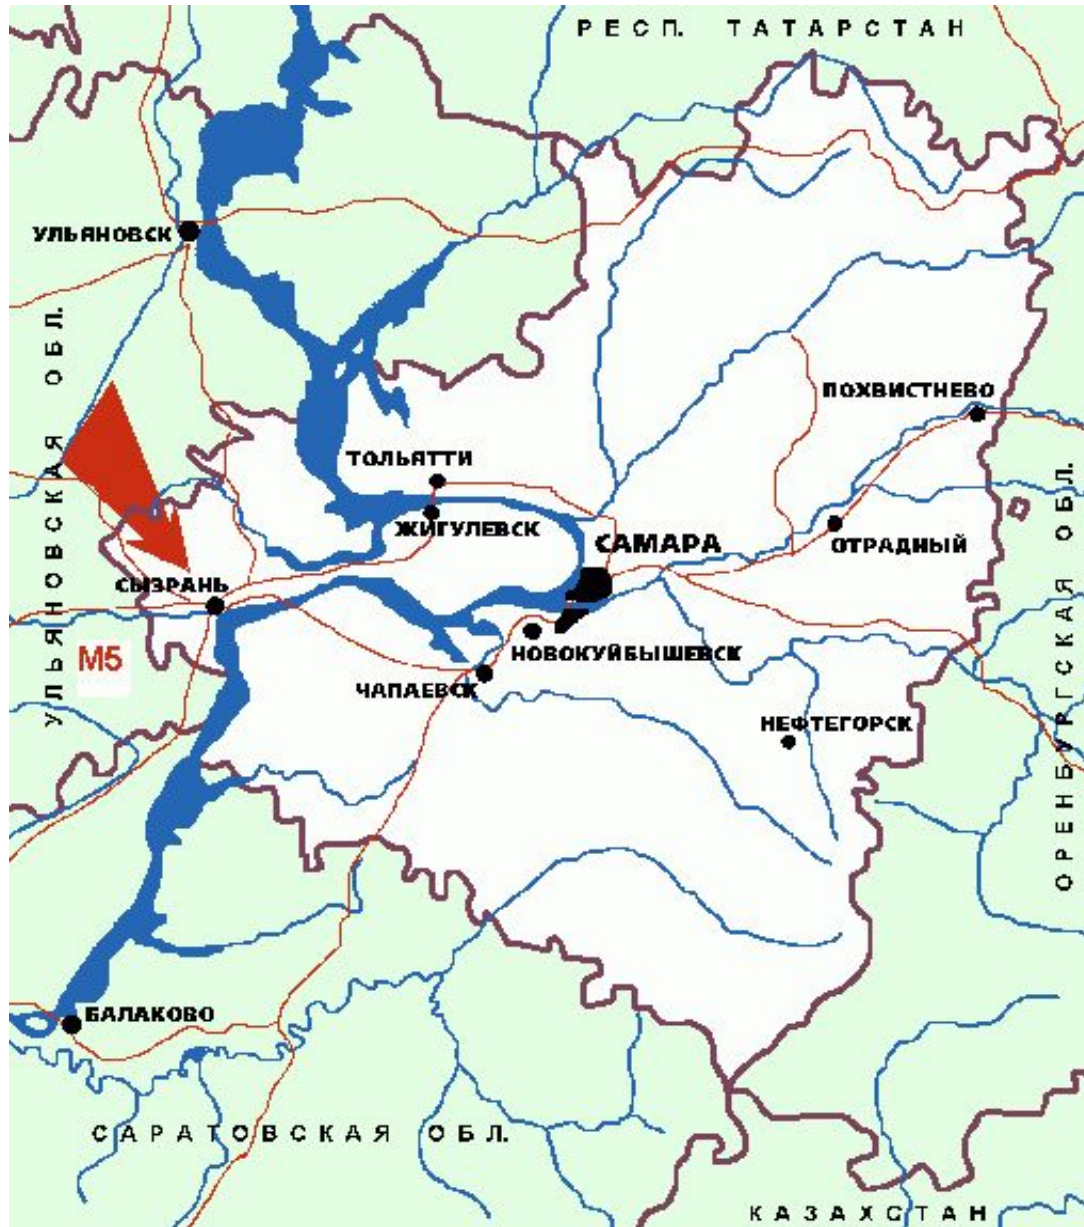 РЕСП. ТАТАРСТАН
УЛЬЯНОВСК
УЛЬЯНОВСКАЯ ОБЛ.
ПОХВИСТНЕВО
ТОЛЬЯТТИ
ЖИГУЛЕВСК
САМАРА
ОТРАДНЫЙ
СЫЗРАНЬ
М5
НОВОКУЙБЫШЕВСК
ЧАПАЕВСК
НЕФТЕГОРСК
ОРЕНБУРГСКАЯ ОБЛ.
БАЛАКОВО
САРАТОВСКАЯ ОБЛ.
КАЗАХСТАН